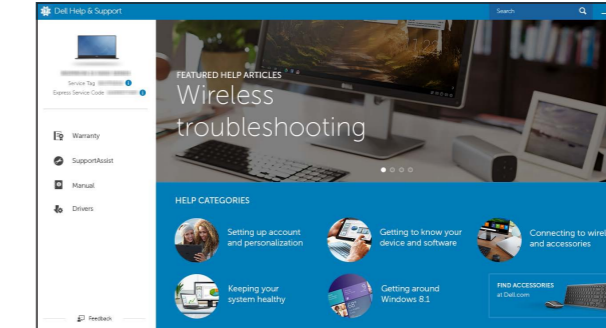 Dell Help & Support
Search
Service Tag
Express Service Code
Warranty
SupportAssist
Manual
Drivers
Feedback
FEATURED HELP ARTICLES
Wireless
troubleshooting
HELP CATEGORIES
Setting up account
and personalization
Getting to know your
device and software
Connecting to wirel
and accessories
Keeping your
system healthy
Getting around
Windows 8.1
FIND ACCESSORIES
at Dell.com